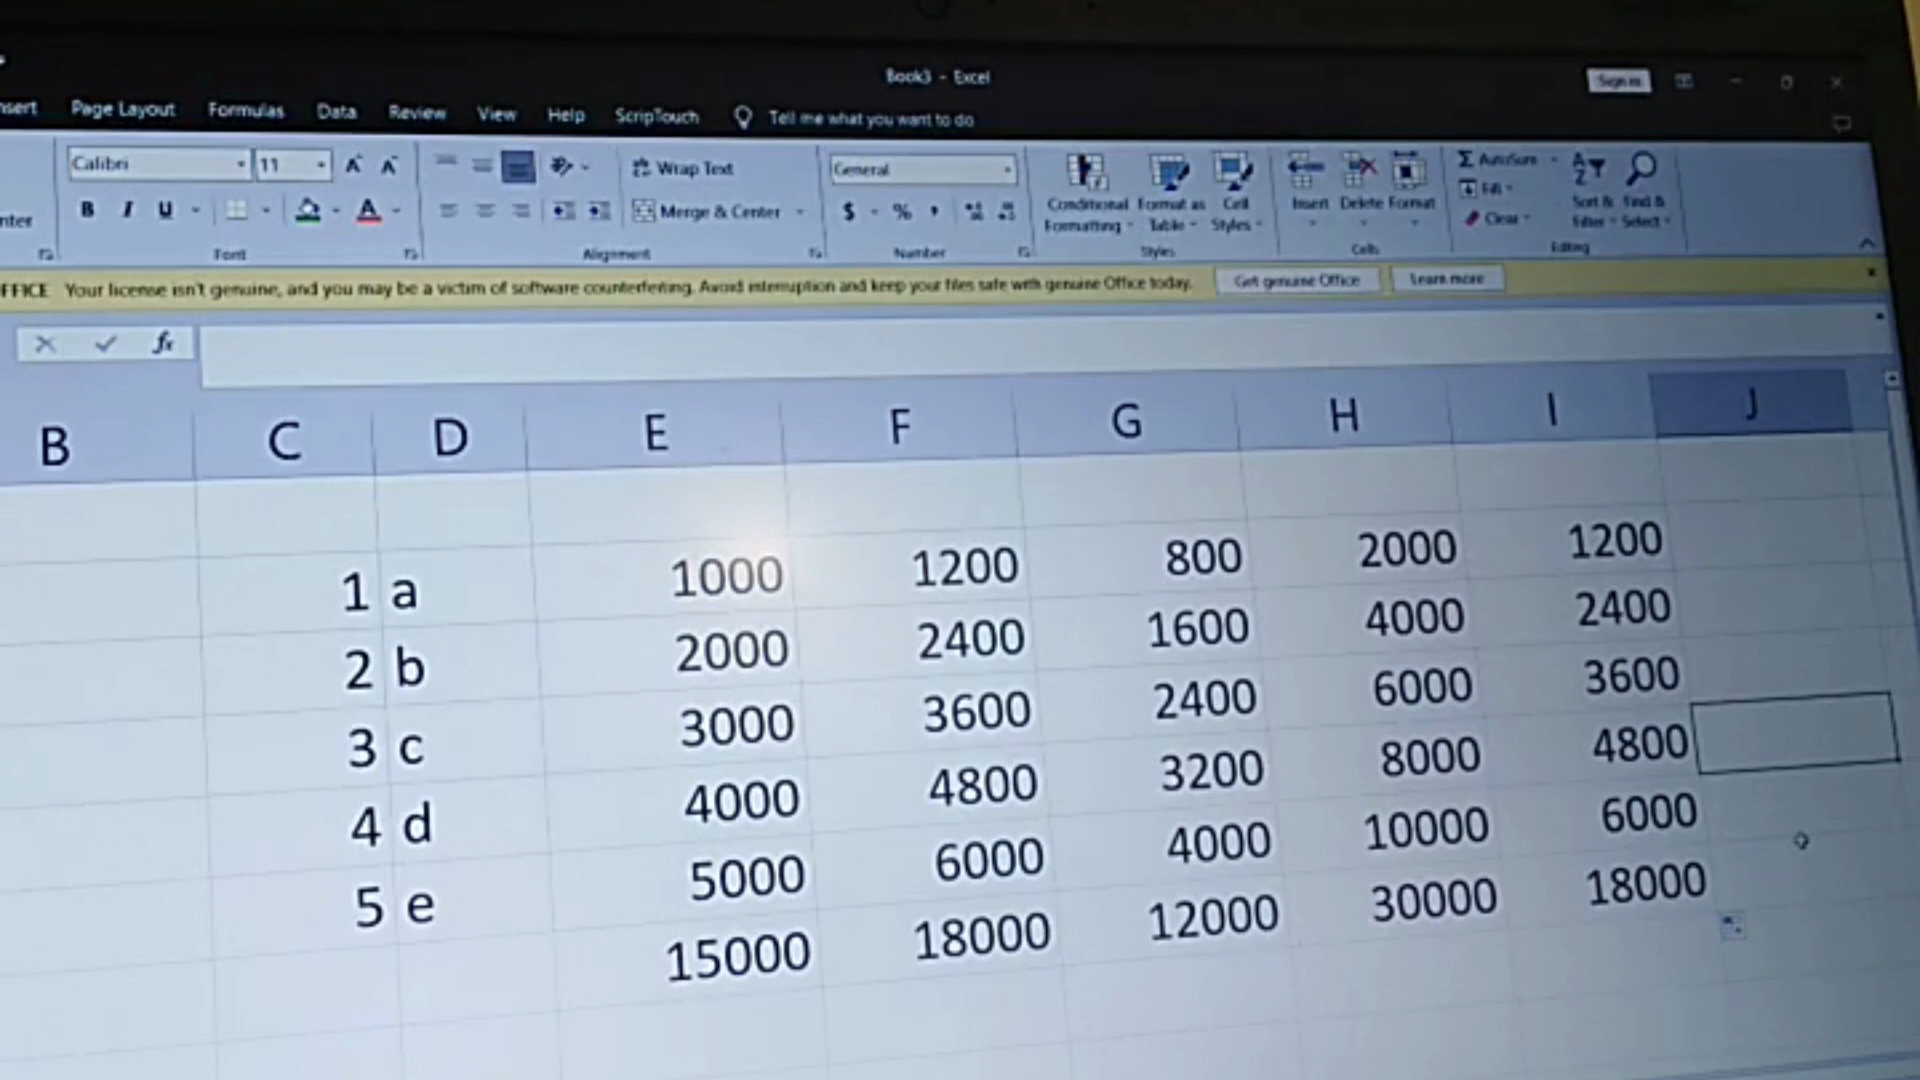 Book3 - Excel
Sign in
nsert Page Layout Formulas Data Review View Help ScripTouch Tell me what you want to do
Calibri 11 A A Wrap Text General Conditional Formatting Format as Table Cell Styles Insert Delete Format AutoSum Fill Clear Sort & Filter Find & Select
nter B I U A Merge & Center $ % ,
Font Alignment Number Styles Cells Editing
FFICE Your license isn't genuine, and you may be a victim of software counterfeiting. Avoid interruption and keep your files safe with genuine Office today. Get genuine Office Learn more
fx
B C D E F G H I J
1 a 1000 1200 800 2000 1200
2 b 2000 2400 1600 4000 2400
3 c 3000 3600 2400 6000 3600
4 d 4000 4800 3200 8000 4800
5 e 5000 6000 4000 10000 6000
15000 18000 12000 30000 18000